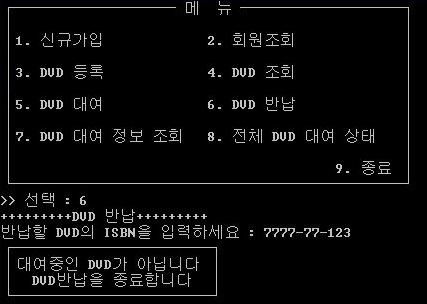 메 뉴
1. 신규가입 2. 회원조회
3. DVD 등록 4. DVD 조회
5. DVD 대여 6. DVD 반납
7. DVD 대여 정보 조회 8. 전체 DVD 대여 상태
9. 종료
>> 선택 : 6
+++++++++DVD 반납+++++++++
반납할 DVD의 ISBN을 입력하세요 : 7777-77-123
대여중인 DVD가 아닙니다
DVD반납을 종료합니다